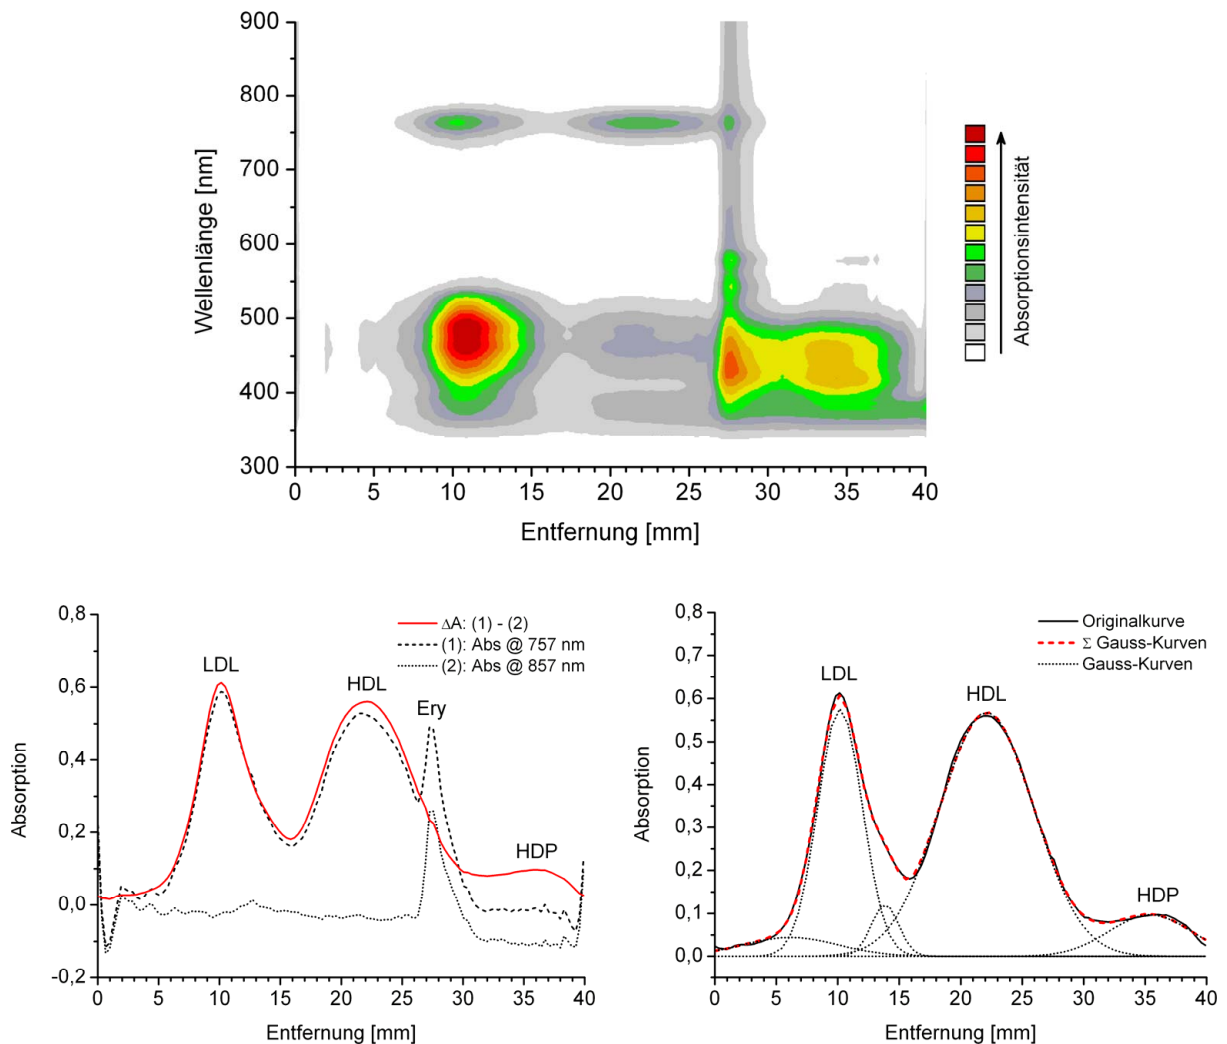 900
800
700
600
500
400
300
Wellenlänge [nm]
0 5 10 15 20 25 30 35 40
Entfernung [mm]
Absorptionsintensität
0,8
0,6
0,4
0,2
0,0
-0,2
Absorption
ΔA: (1) - (2)
(1): Abs @ 757 nm
(2): Abs @ 857 nm
LDL
HDL
Ery
HDP
0 5 10 15 20 25 30 35 40
Entfernung [mm]
0,8
0,7
0,6
0,5
0,4
0,3
0,2
0,1
0,0
Absorption
Originalkurve
Σ Gauss-Kurven
Gauss-Kurven
LDL
HDL
HDP
0 5 10 15 20 25 30 35 40
Entfernung [mm]